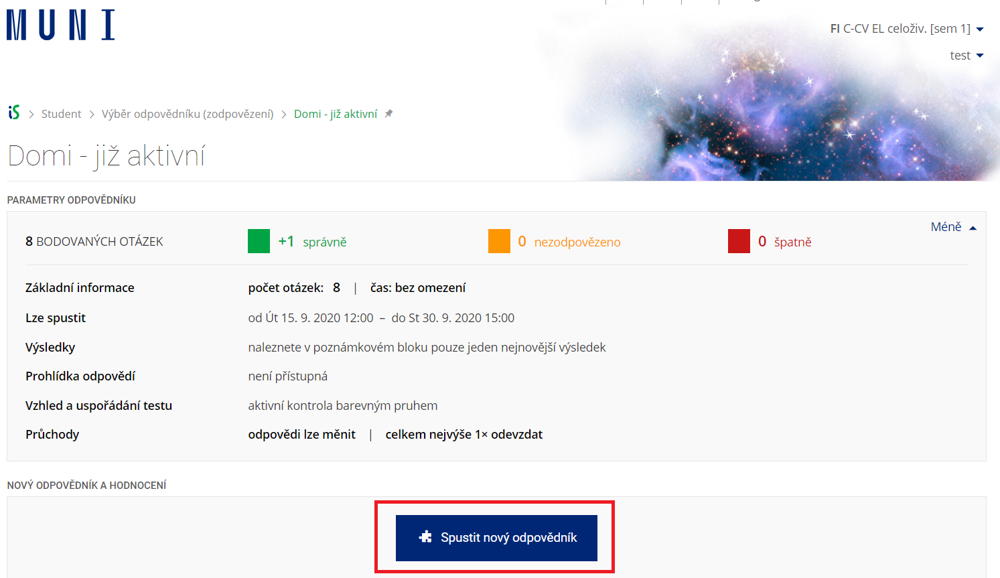 MUNI
FI C-CV EL celoživ. [sem 1]
test
iS > Student > Výběr odpovědníku (zodpovězení) > Domi - již aktivní
Domi - již aktivní
PARAMETRY ODPOVĚDNÍKU
Méně
8 BODOVANÝCH OTÁZEK +1 správně 0 nezodpovězeno 0 špatně
Základní informace počet otázek: 8 | čas: bez omezení
Lze spustit od Út 15. 9. 2020 12:00 – do St 30. 9. 2020 15:00
Výsledky naleznete v poznámkovém bloku pouze jeden nejnovější výsledek
Prohlídka odpovědí není přístupná
Vzhled a uspořádání testu aktivní kontrola barevným pruhem
Průchody odpovědi lze měnit | celkem nejvýše 1× odevzdat
NOVÝ ODPOVĚDNÍK A HODNOCENÍ
Spustit nový odpovědník